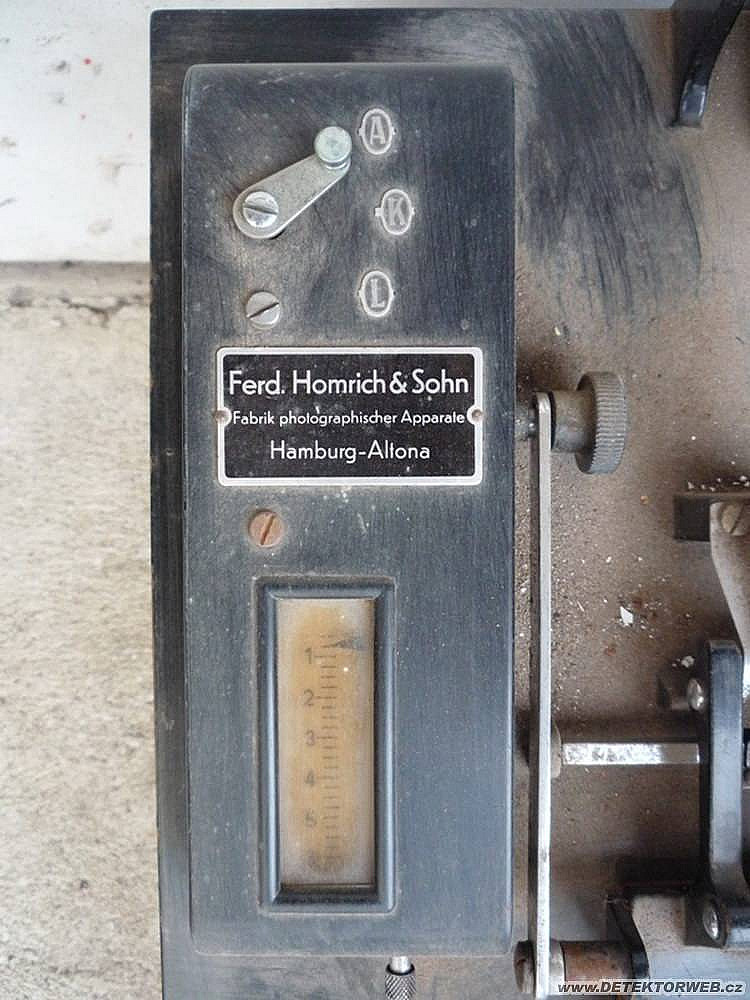 A
K
L
Ferd. Homrich & Sohn
Fabrik photographischer Apparate
Hamburg-Altona
1
2
3
4
5
www.DETEKTORWEB.cz